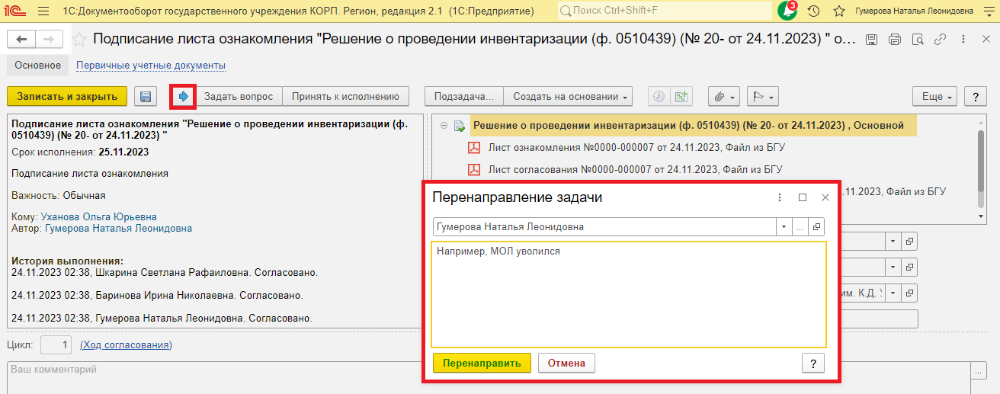 1С:Документооборот государственного учреждения КОРП. Регион, редакция 2.1 (1С:Предприятие)
Поиск Ctrl+Shift+F
3
Гумерова Наталья Леонидовна
Подписание листа ознакомления "Решение о проведении инвентаризации (ф. 0510439) (№ 20- от 24.11.2023) " о...
Основное
Первичные учетные документы
Записать и закрыть
Задать вопрос
Принять к исполнению
Подзадача...
Создать на основании
Еще
?
Подписание листа ознакомления "Решение о проведении инвентаризации (ф.
0510439) (№ 20- от 24.11.2023) "
Срок исполнения: 25.11.2023
Подписание листа ознакомления
Важность: Обычная
Кому: Уханова Ольга Юрьевна
Автор: Гумерова Наталья Леонидовна
История выполнения:
24.11.2023 02:38, Шкарина Светлана Рафаиловна. Согласовано.
24.11.2023 02:38, Баринова Ирина Николаевна. Согласовано.
24.11.2023 02:38, Гумерова Наталья Леонидовна. Согласовано.
Решение о проведении инвентаризации (ф. 0510439) (№ 20- от 24.11.2023) , Основной
Лист ознакомления №0000-000007 от 24.11.2023, Файл из БГУ
Лист согласования №0000-000007 от 24.11.2023, Файл из БГУ
.11.2023, Файл из БГУ
им. К.Д.
Перенаправление задачи
Гумерова Наталья Леонидовна
...
Например, МОЛ уволился
Перенаправить
Отмена
?
Цикл: 1 (Ход согласования)
Ваш комментарий
...